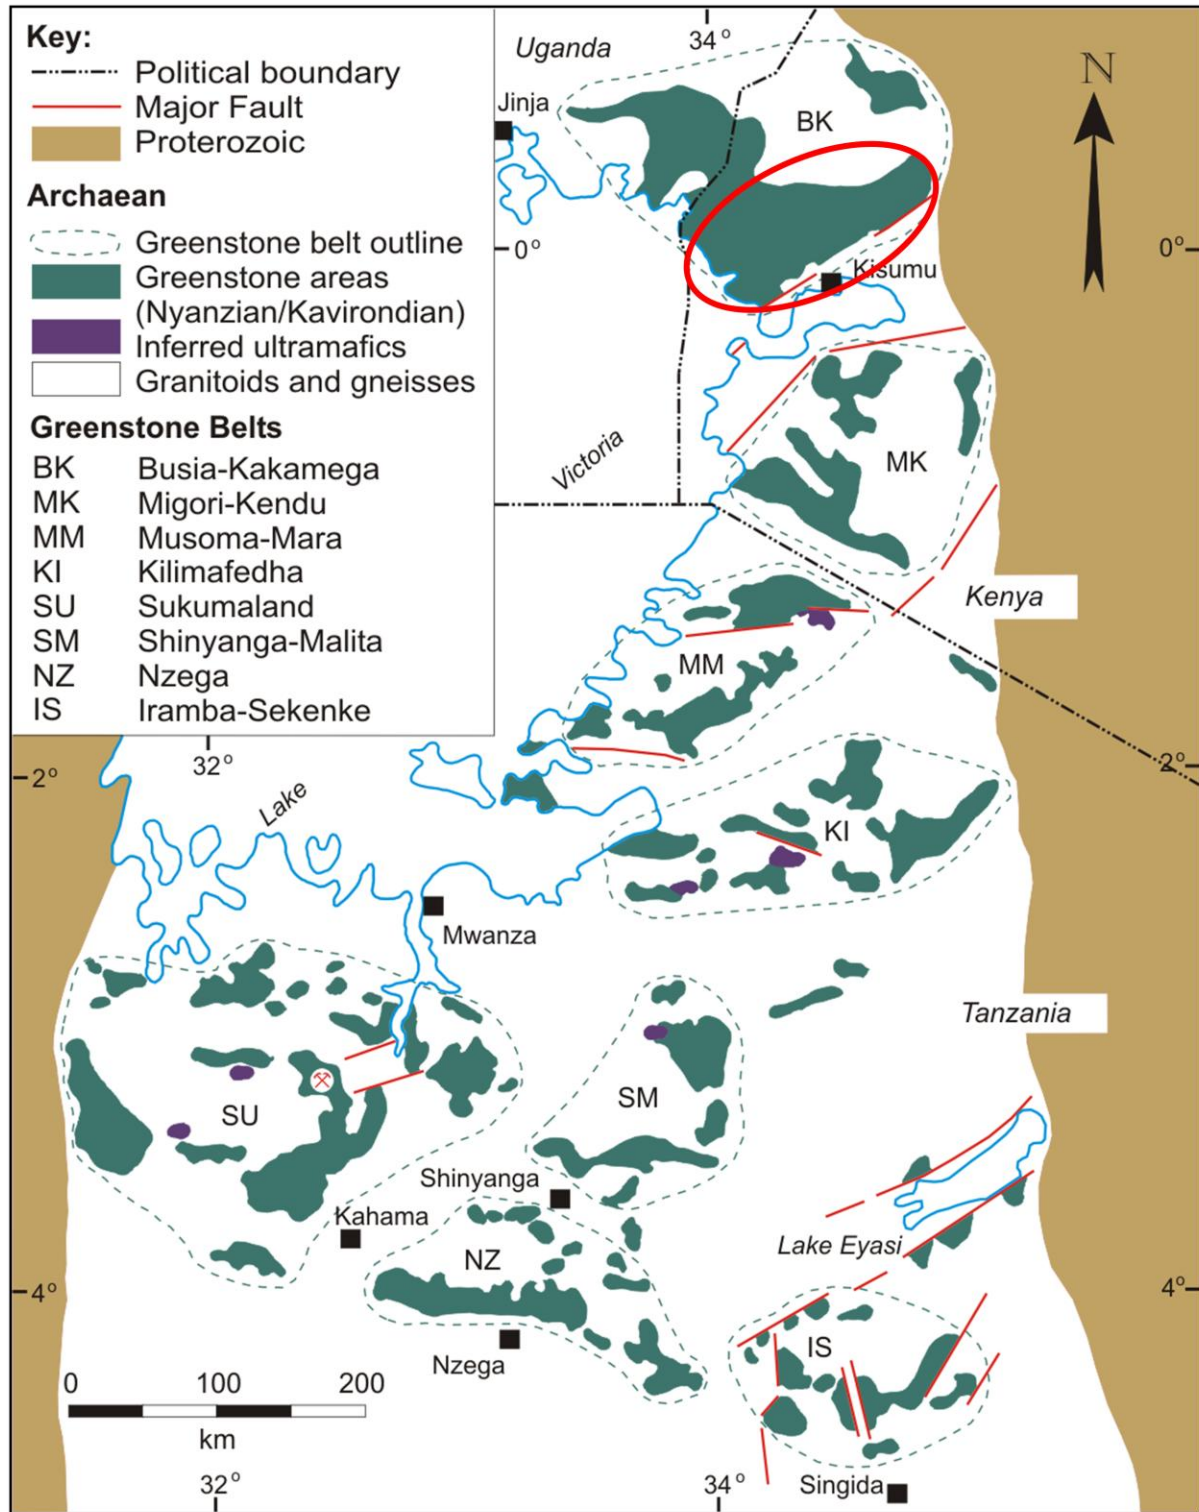 Key:
Political boundary
Major Fault
Proterozoic
Archaean
Greenstone belt outline
Greenstone areas
(Nyanzian/Kavirondian)
Inferred ultramafics
Granitoids and gneisses
Greenstone Belts
BK Busia-Kakamega
MK Migori-Kendu
MM Musoma-Mara
KI Kilimafedha
SU Sukumaland
SM Shinyanga-Malita
NZ Nzega
IS Iramba-Sekenke
34°
Uganda
N
Jinja
BK
0°
0°
Kisumu
Victoria
MK
Kenya
MM
32°
2°
2°
Lake
KI
Mwanza
Tanzania
SU
SM
Shinyanga
Kahama
NZ
Lake Eyasi
4°
4°
IS
Nzega
0 100 200
km
32°
34°
Singida